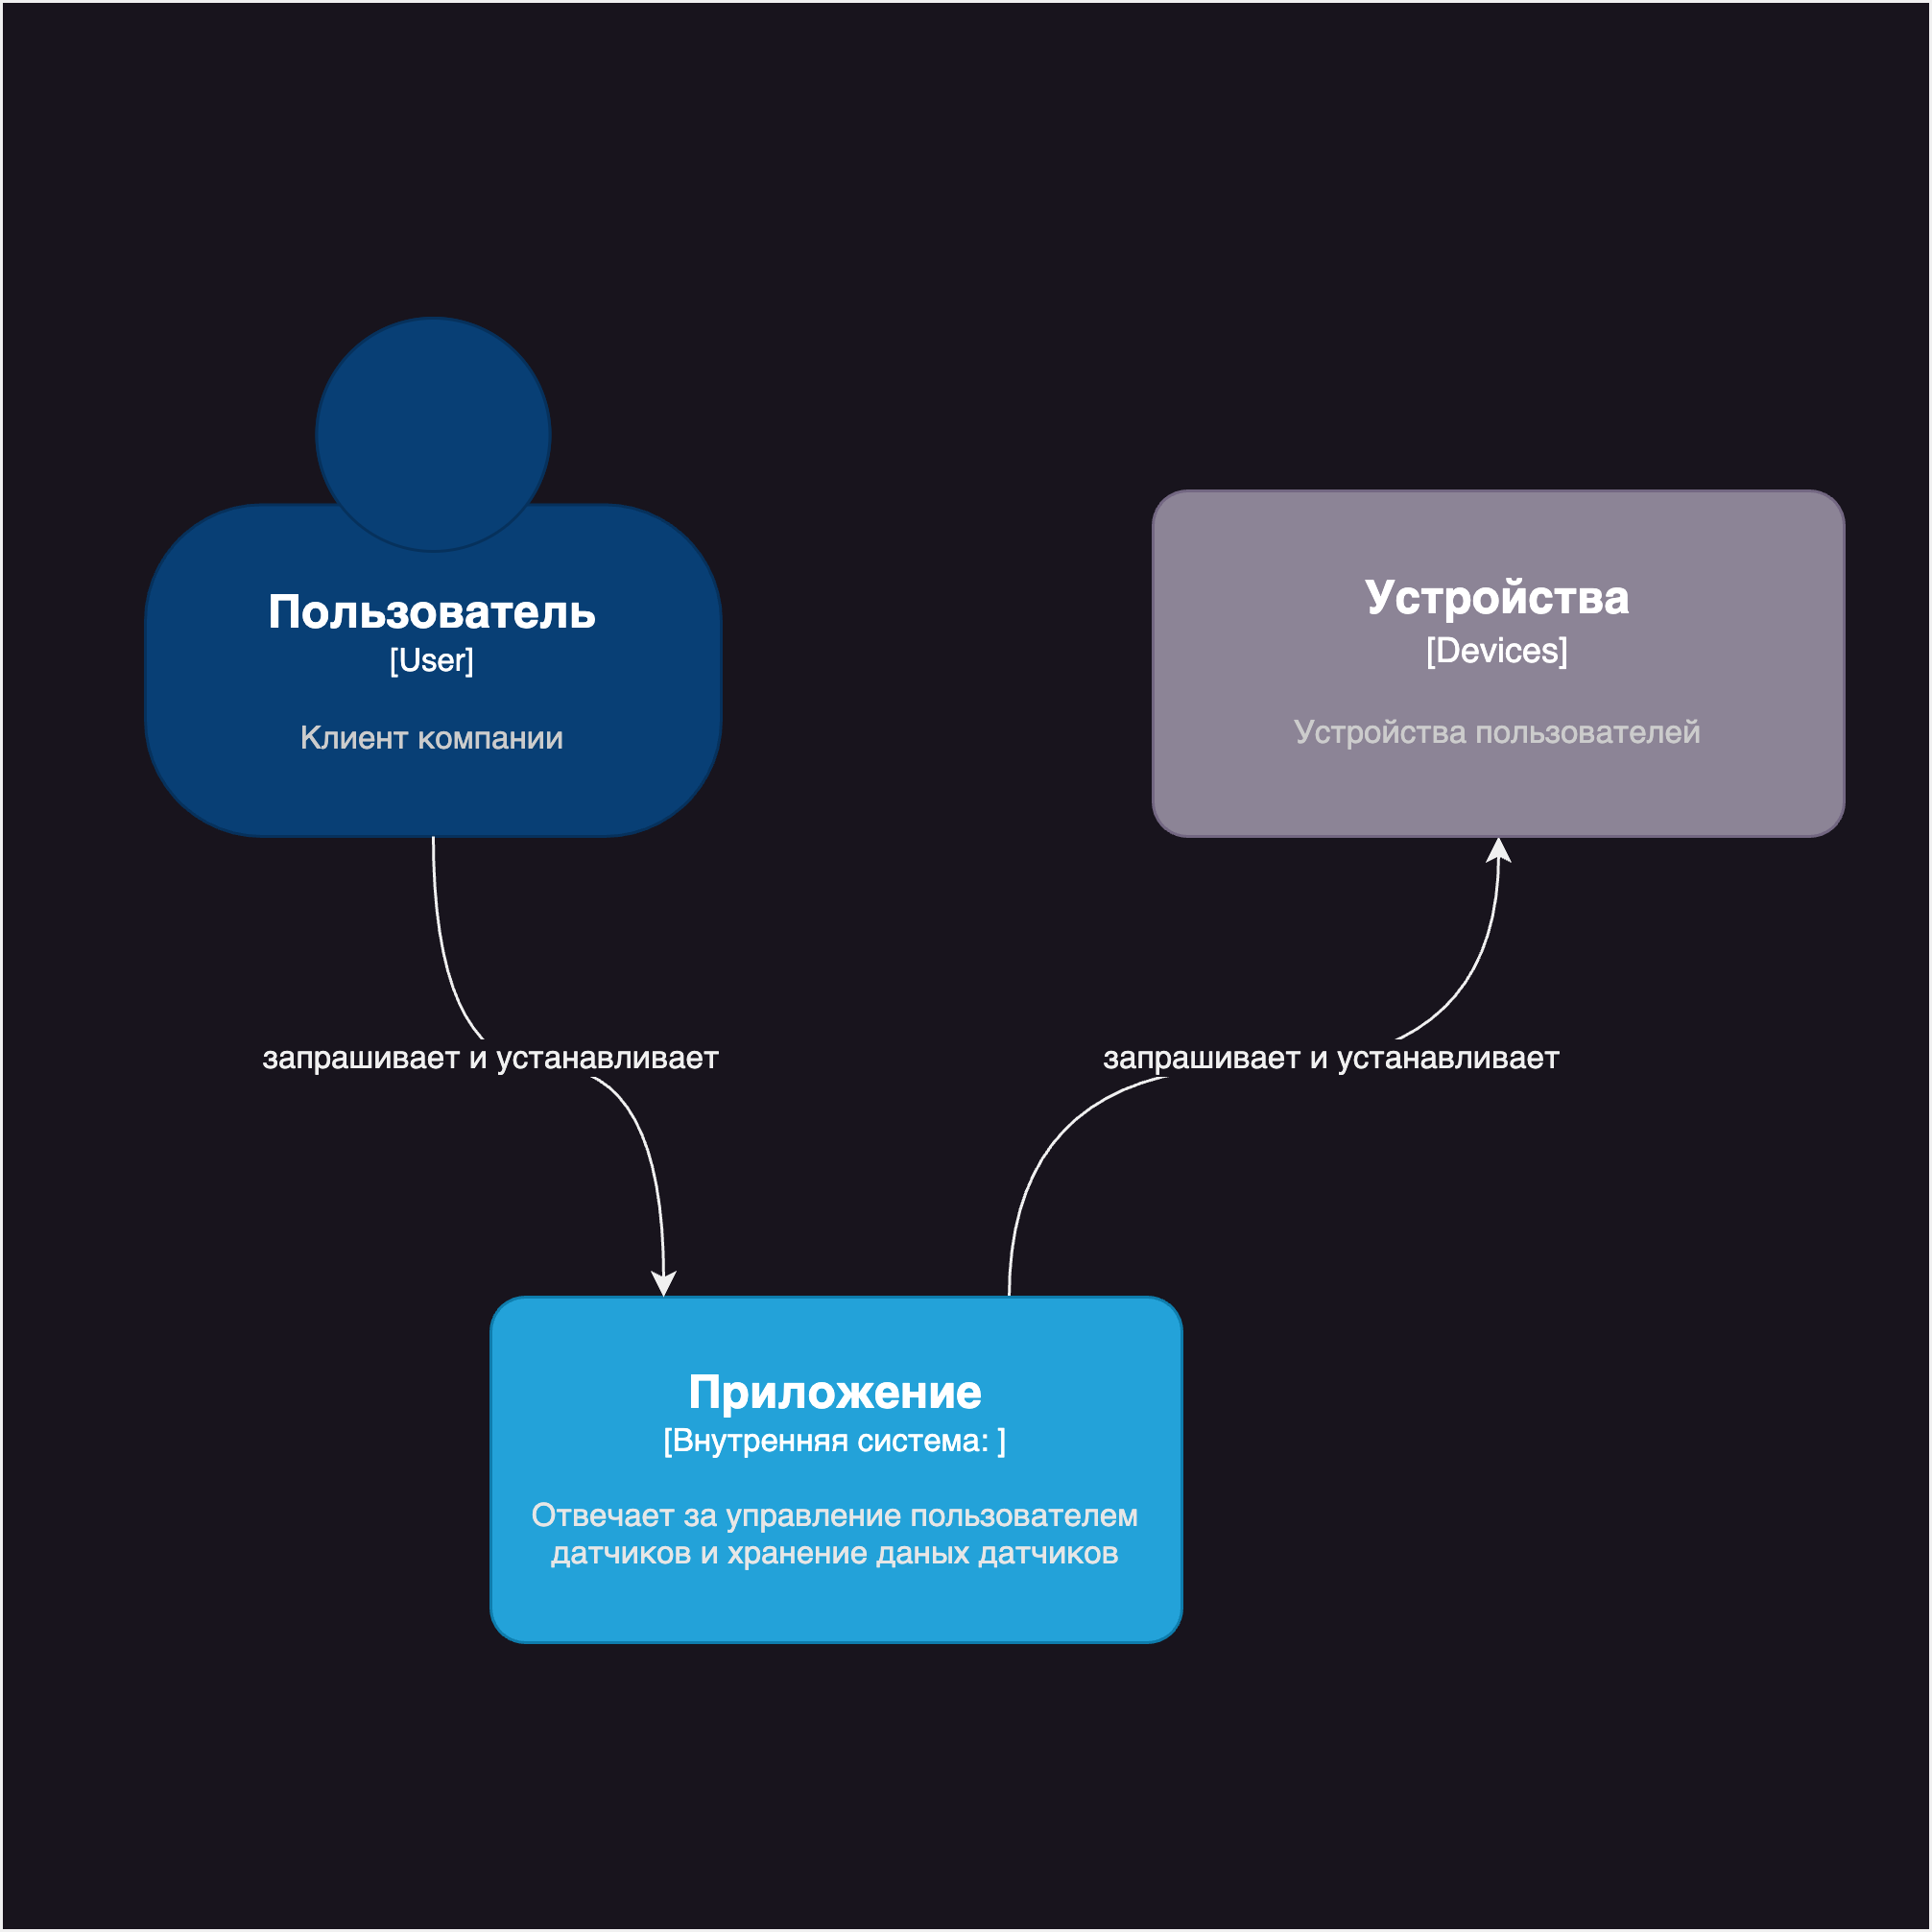 Пользователь
[User]
Клиент компании
Устройства
[Devices]
Устройства пользователей
запрашивает и устанавливает
запрашивает и устанавливает
Приложение
[Внутренняя система: ]
Отвечает за управление пользователем
датчиков и хранение даных датчиков